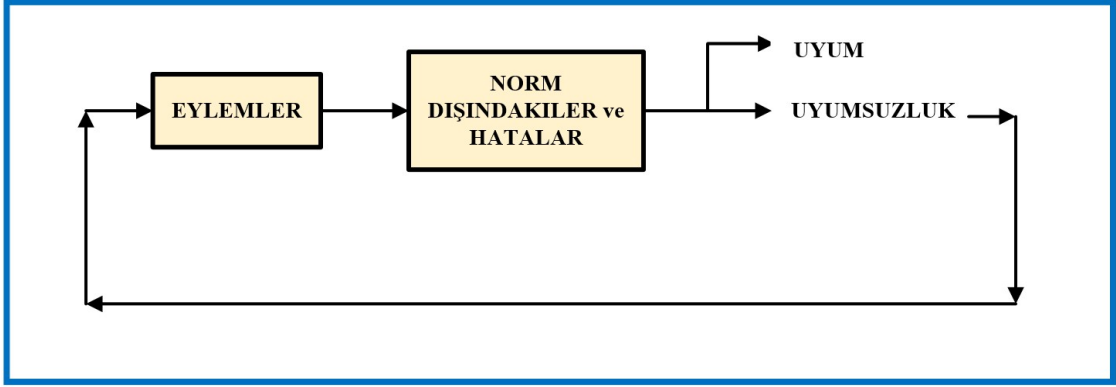 EYLEMLER
NORM
DIŞINDAKILER ve
HATALAR
UYUM
UYUMSUZLUK